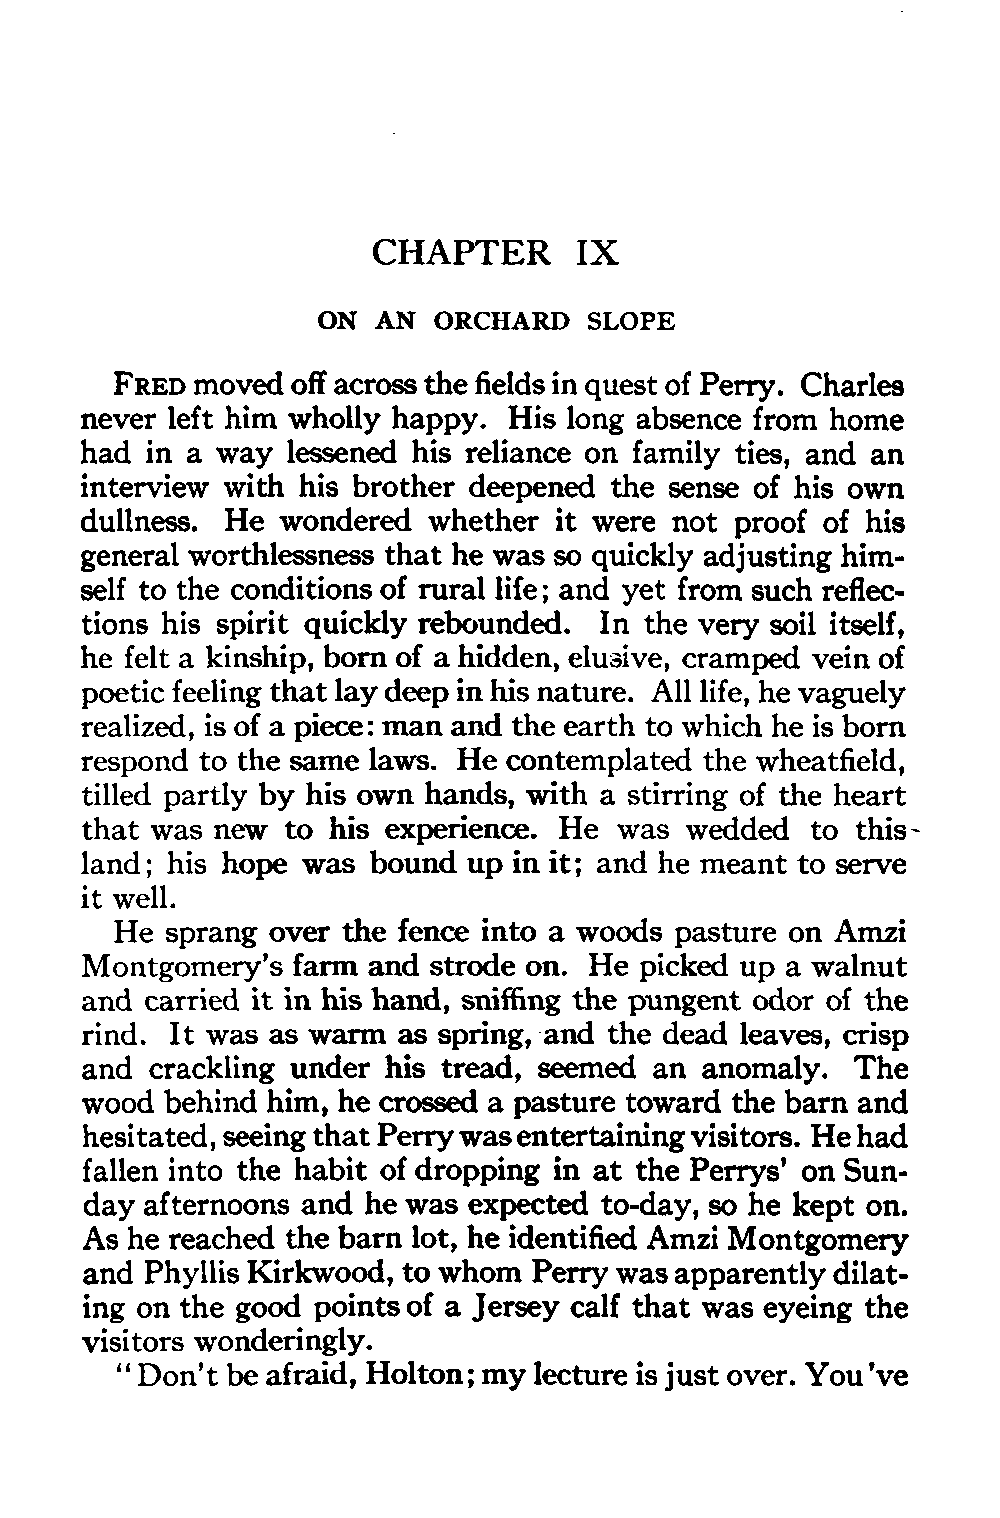 CHAPTER IX
ON AN ORCHARD SLOPE
FRED moved off across the fields in quest of Perry. Charles
never left him wholly happy. His long absence from home
had in a way lessened his reliance on family ties, and an
interview with his brother deepened the sense of his own
dullness. He wondered whether it were not proof of his
general worthlessness that he was so quickly adjusting him-
self to the conditions of rural life; and yet from such reflec-
tions his spirit quickly rebounded. In the very soil itself,
he felt a kinship, born of a hidden, elusive, cramped vein of
poetic feeling that lay deep in his nature. All life, he vaguely
realized, is of a piece: man and the earth to which he is born
respond to the same laws. He contemplated the wheatfield,
tilled partly by his own hands, with a stirring of the heart
that was new to his experience. He was wedded to this
land; his hope was bound up in it; and he meant to serve
it well.
He sprang over the fence into a woods pasture on Amzi
Montgomery's farm and strode on. He picked up a walnut
and carried it in his hand, sniffing the pungent odor of the
rind. It was as warm as spring, and the dead leaves, crisp
and crackling under his tread, seemed an anomaly. The
wood behind him, he crossed a pasture toward the barn and
hesitated, seeing that Perry was entertaining visitors. He had
fallen into the habit of dropping in at the Perrys' on Sun-
day afternoons and he was expected to-day, so he kept on.
As he reached the barn lot, he identified Amzi Montgomery
and Phyllis Kirkwood, to whom Perry was apparently dilat-
ing on the good points of a Jersey calf that was eyeing the
visitors wonderingly.
"Don't be afraid, Holton; my lecture is just over. You've